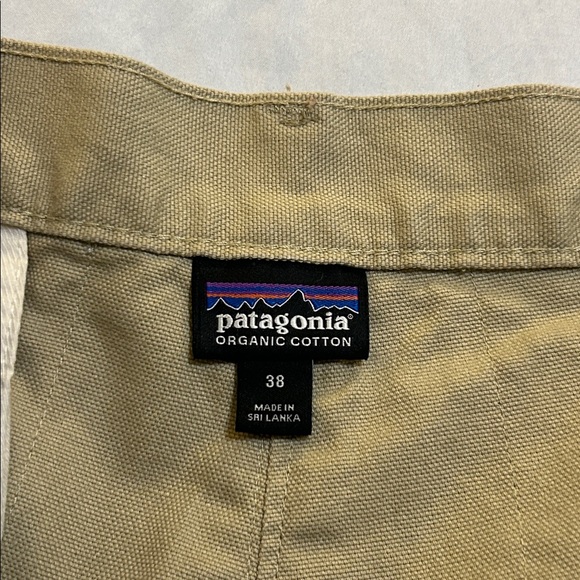 patagonia®
ORGANIC COTTON
38
MADE IN
SRI LANKA